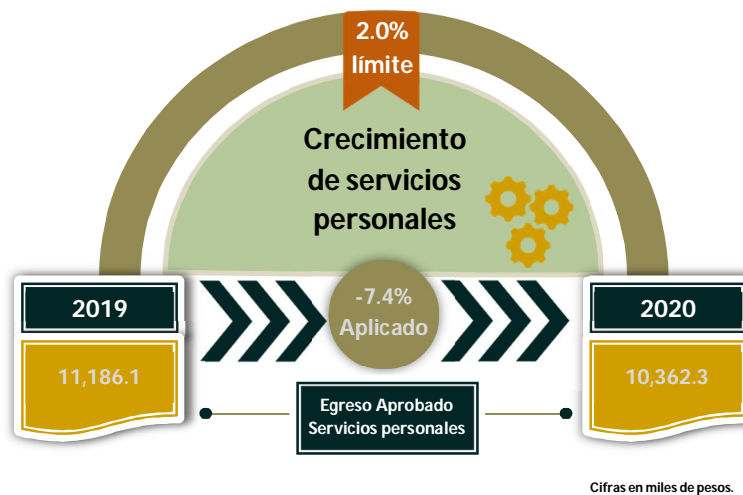 2.0%
límite
Crecimiento
de servicios
personales
2019
-7.4%
Aplicado
2020
11,186.1
10,362.3
Egreso Aprobado
Servicios personales
Cifras en miles de pesos.